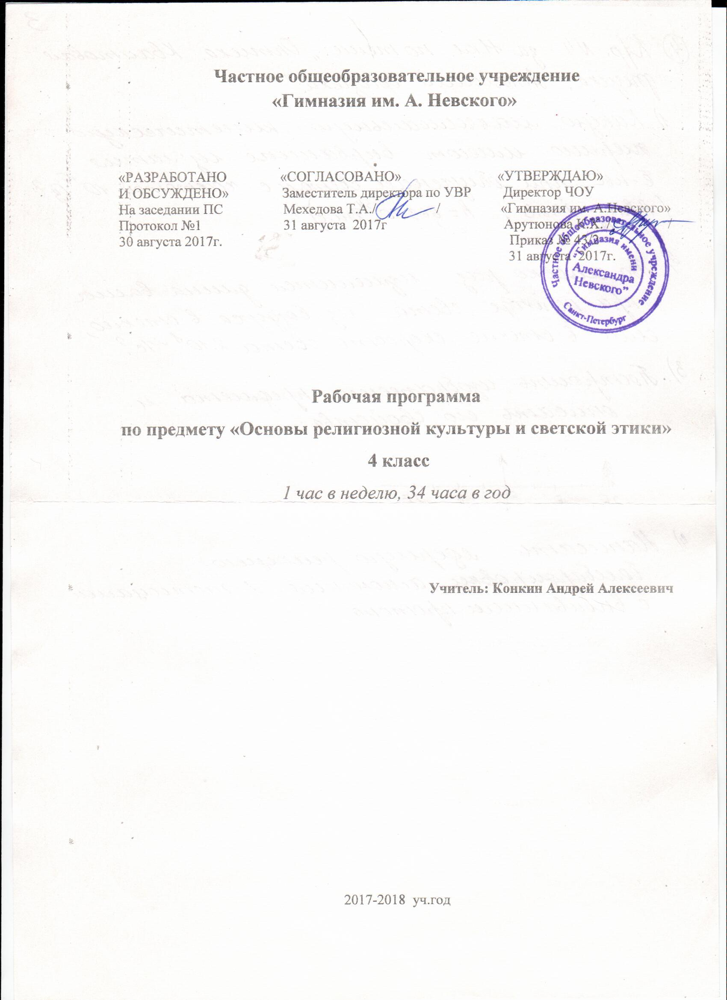 Частное общеобразовательное учреждение
«Гимназия им. А. Невского»
«РАЗРАБОТАНО
И ОБСУЖДЕНО»
На заседании ПС
Протокол №1
30 августа 2017г.
«СОГЛАСОВАНО»
Заместитель директора по УВР
Мехедова Т.А./ /
31 августа 2017г
«УТВЕРЖДАЮ»
Директор ЧОУ
«Гимназия им. А.Невского»
Арутюнова К.Х. / /
Приказ № 43/2
31 августа 2017г.
Частное общеобразовательное учреждение
“Гимназия имени
Александра
Невского”
Санкт-Петербург
Рабочая программа
по предмету «Основы религиозной культуры и светской этики»
4 класс
1 час в неделю, 34 часа в год
Учитель: Конкин Андрей Алексеевич
2017-2018 уч.год